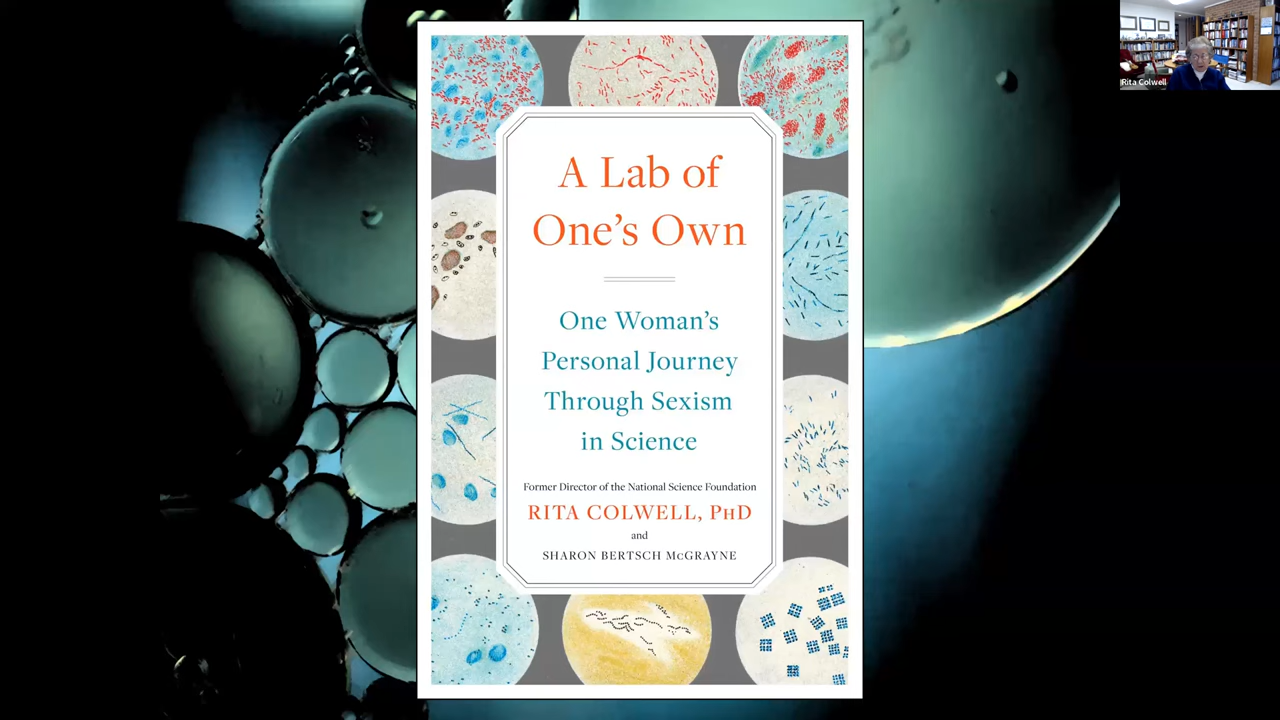 A Lab of
One's Own
One Woman's
Personal Journey
Through Sexism
in Science
Former Director of the National Science Foundation
RITA COLWELL, PHD
and
SHARON BERTSCH McGRAYNE
Rita Colwell